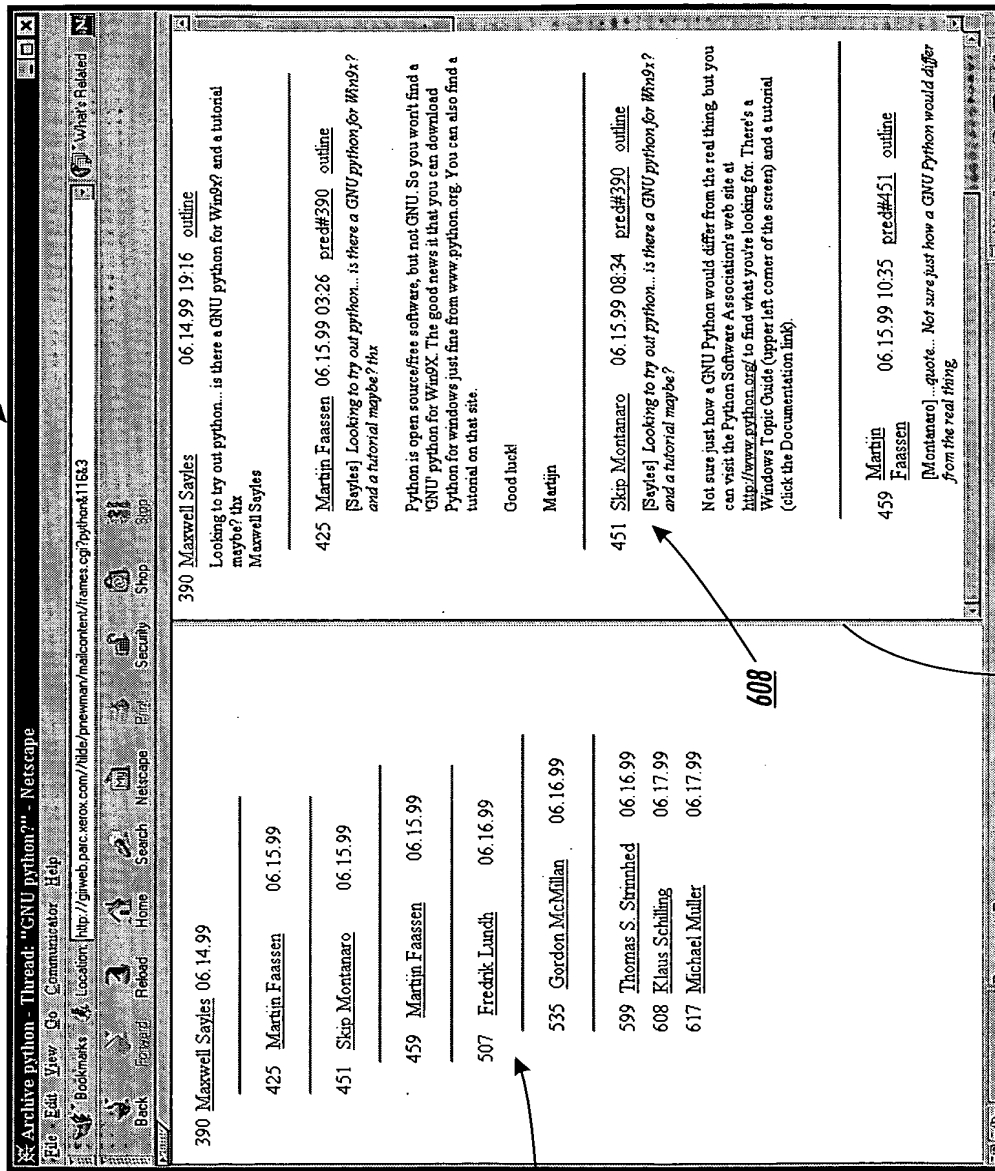 Archive python - Thread: "GNU python?" - Netscape
File Edit View Go Communicator Help
Bookmarks Location: http://girweb.parc.xerox.com//tilde/pnewman/mailcontent/frames.cgi?python&116&3 What's Related
Back Forward Reload Home Search Netscape Print Security Shop Stop
390 Maxwell Sayles 06.14.99
425 Martijn Faassen 06.15.99
451 Skip Montanaro 06.15.99
459 Martijn Faassen 06.15.99
507 Fredrik Lundh 06.16.99
535 Gordon McMillan 06.16.99
599 Thomas S. Strinnhed 06.16.99
608 Klaus Schilling 06.17.99
617 Michael Muller 06.17.99
390 Maxwell Sayles 06.14.99 19:16 outline
Looking to try out python... is there a GNU python for Win9x? and a tutorial
maybe? thx
Maxwell Sayles
425 Martijn Faassen 06.15.99 03:26 pred#390 outline
[Sayles] Looking to try out python... is there a GNU python for Win9x?
and a tutorial maybe? thx
Python is open source/free software, but not GNU. So you won't find a
'GNU' python for Win9X. The good news it that you can download
Python for windows just fine from www.python.org. You can also find a
tutorial on that site.
Good luck!
Martijn
451 Skip Montanaro 06.15.99 08:34 pred#390 outline
[Sayles] Looking to try out python... is there a GNU python for Win9x?
and a tutorial maybe?
Not sure just how a GNU Python would differ from the real thing, but you
can visit the Python Software Association's web site at
http://www.python.org/ to find what you're looking for. There's a
Windows Topic Guide (upper left corner of the screen) and a tutorial
(click the Documentation link).
459 Martijn
Faassen 06.15.99 10:35 pred#451 outline
[Montanaro] ...quote... Not sure just how a GNU Python would differ
from the real thing,
608